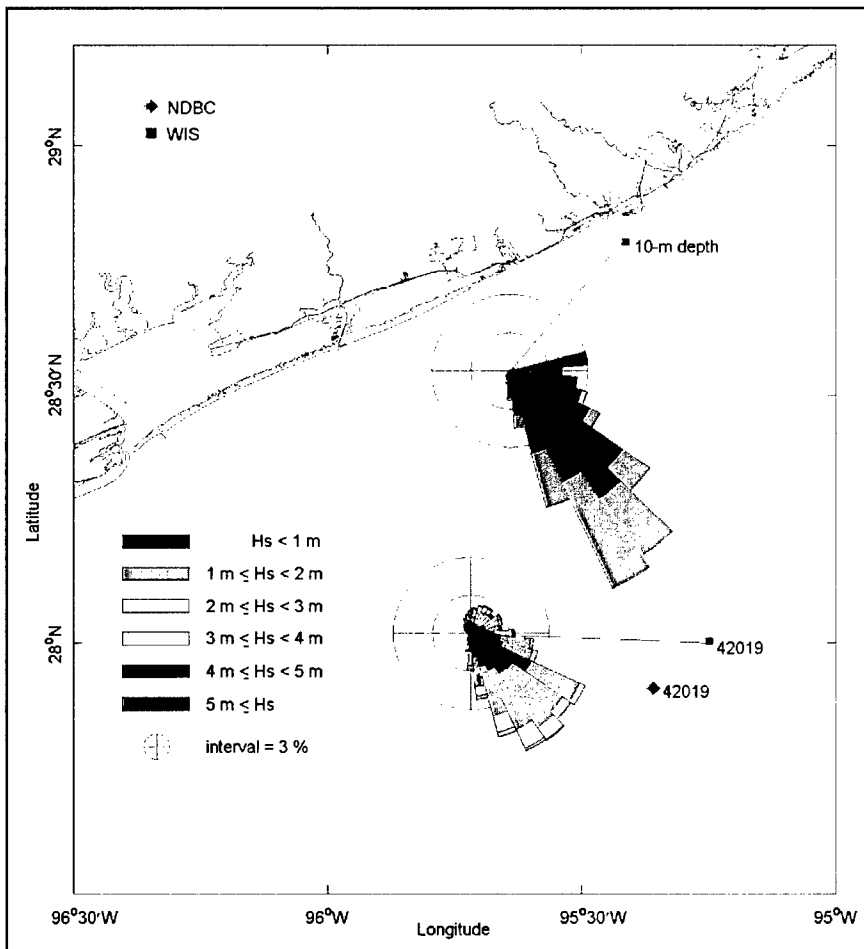 NDBC
WIS
29°N
28°30'N
28°N
Latitude
10-m depth
Hs < 1 m
1 m ≤ Hs < 2 m
2 m ≤ Hs < 3 m
3 m ≤ Hs < 4 m
4 m ≤ Hs < 5 m
5 m ≤ Hs
interval = 3 %
42019
42019
96°30'W
96°W
95°30'W
95°W
Longitude